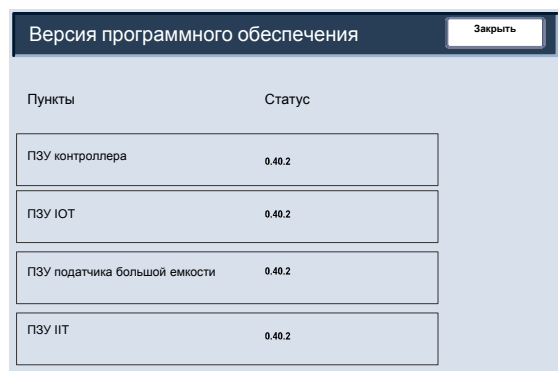 Версия программного обеспечения
Закрыть
Пункты Статус
ПЗУ контроллера 0.40.2
ПЗУ IOT 0.40.2
ПЗУ податчика большой емкости 0.40.2
ПЗУ IIT 0.40.2